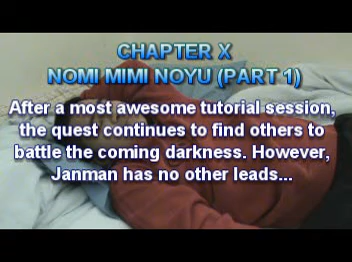 CHAPTER X
NOMI MIMI NOYU (PART 1)
After a most awesome tutorial session,
the quest continues to find others to
battle the coming darkness. However,
Janman has no other leads...